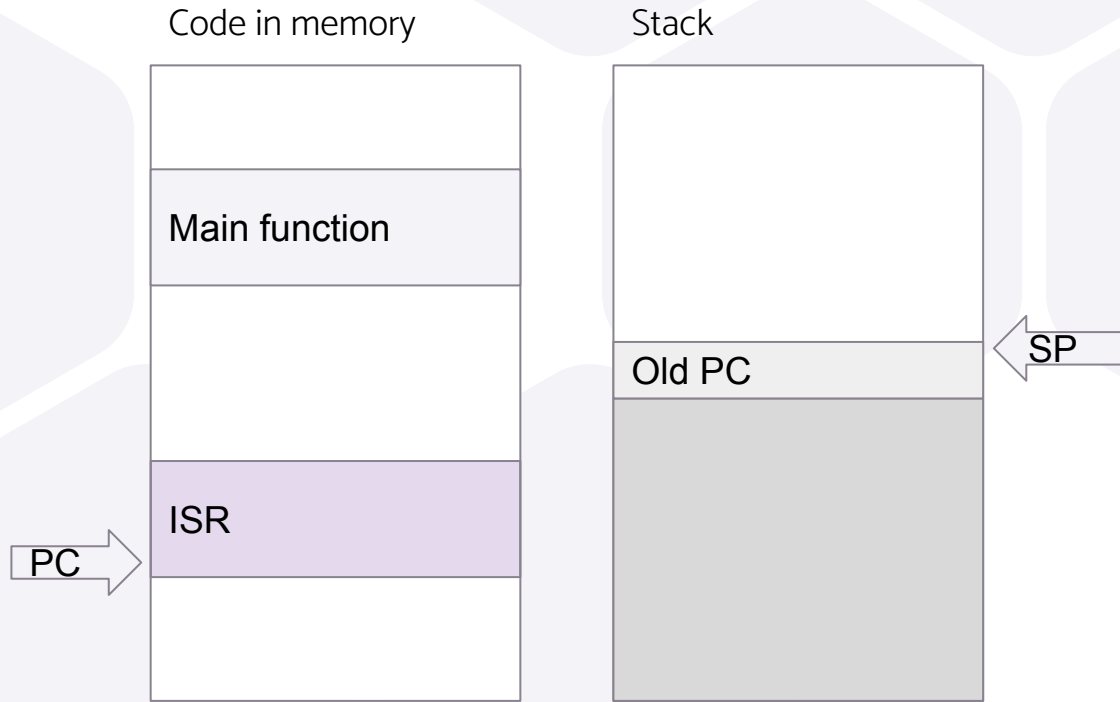 Code in memory
Stack
Main function
SP
Old PC
ISR
PC